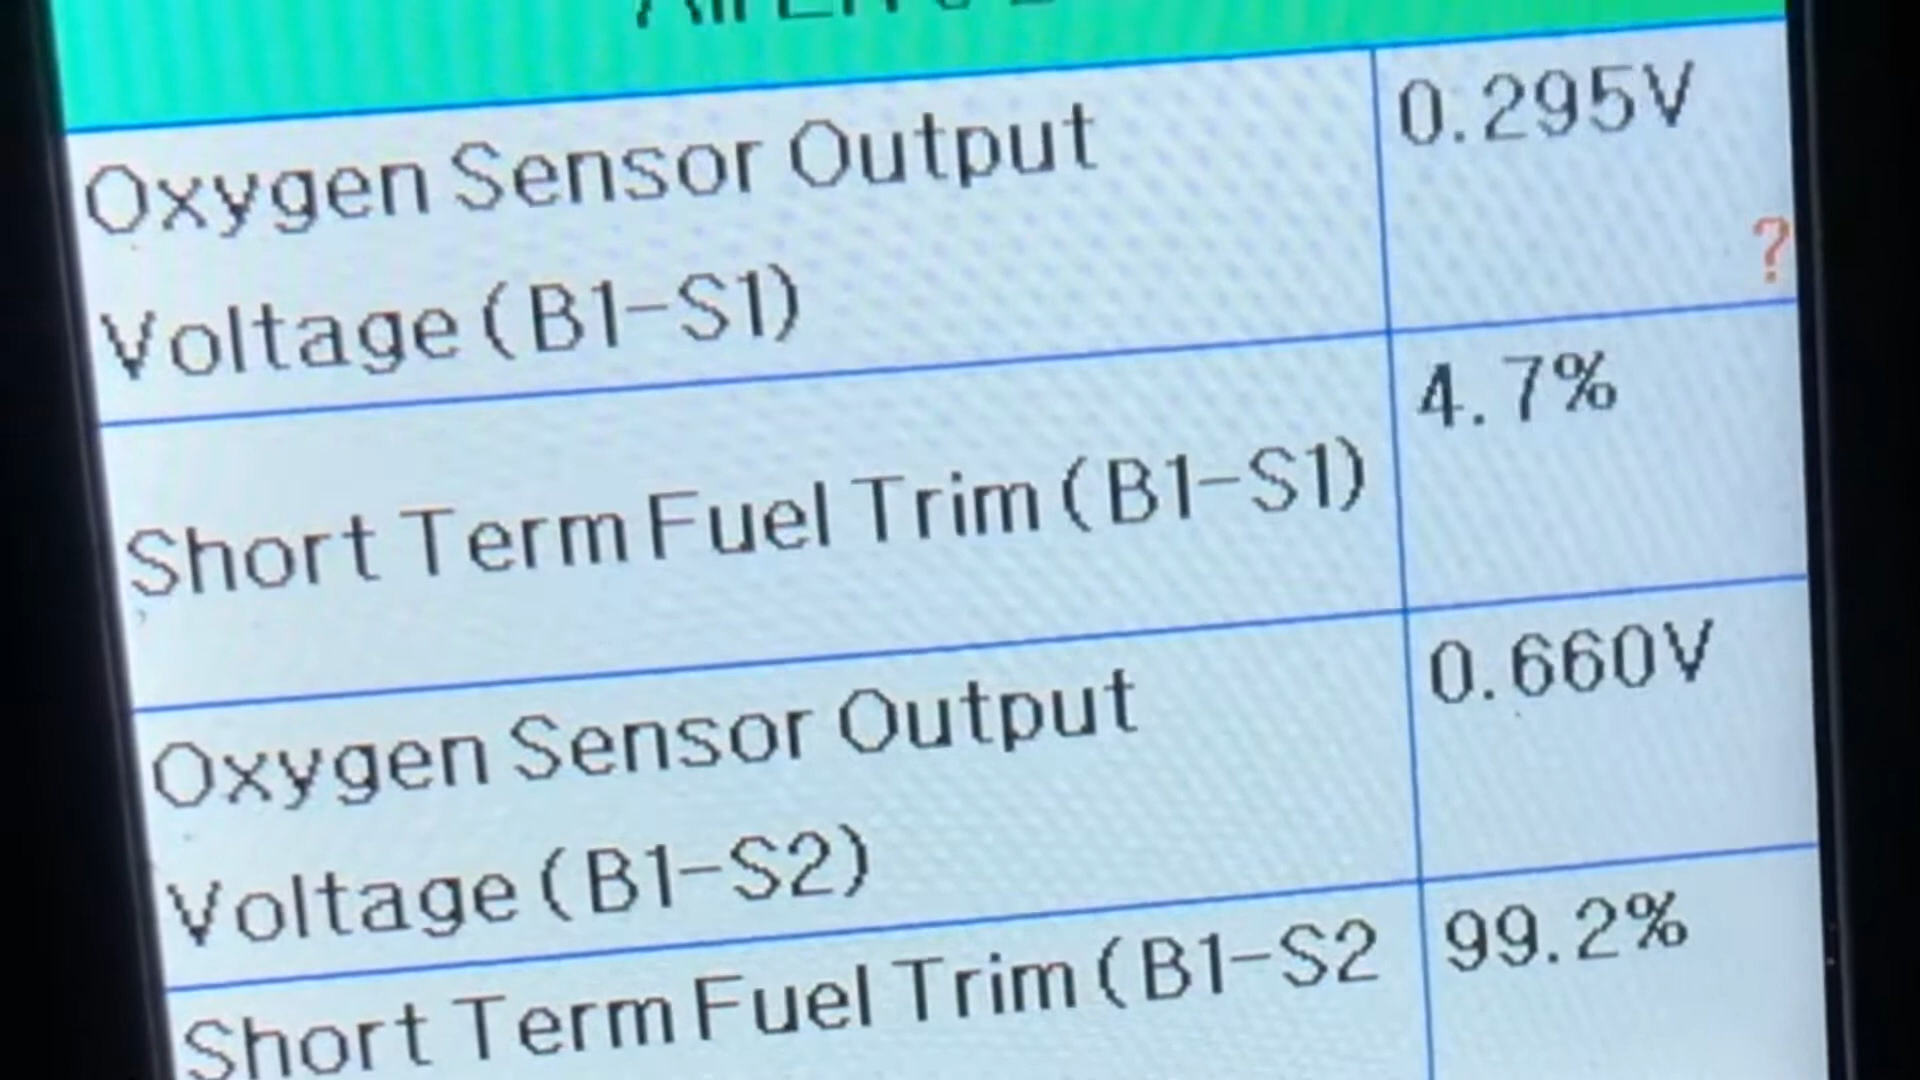 Oxygen Sensor Output 0.295V
Voltage (B1-S1) ?
Short Term Fuel Trim (B1-S1) 4.7%
Oxygen Sensor Output 0.660V
Voltage (B1-S2)
Short Term Fuel Trim (B1-S2 99.2%